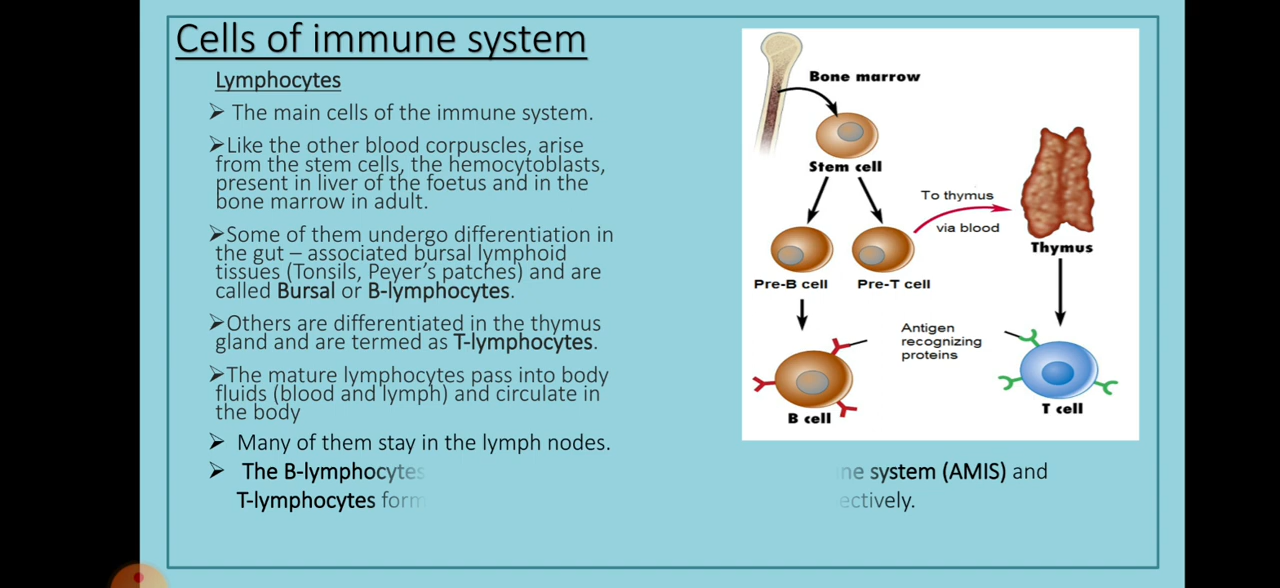 Cells of immune system
Lymphocytes
➢ The main cells of the immune system.
➢Like the other blood corpuscles, arise
from the stem cells, the hemocytoblasts,
present in liver of the foetus and in the
bone marrow in adult.
➢Some of them undergo differentiation in
the gut – associated bursal lymphoid
tissues (Tonsils, Peyer's patches) and are
called Bursal or B-lymphocytes.
➢Others are differentiated in the thymus
gland and are termed as T-lymphocytes.
➢The mature lymphocytes pass into body
fluids (blood and lymph) and circulate in
the body
➢ Many of them stay in the lymph nodes.
➢ The B-lymphocytes system (AMIS) and
T-lymphocytes
Bone marrow
Stem cell
To thymus
via blood
Thymus
Pre-B cell
Pre-T cell
Antigen
recognizing
proteins
B cell
T cell